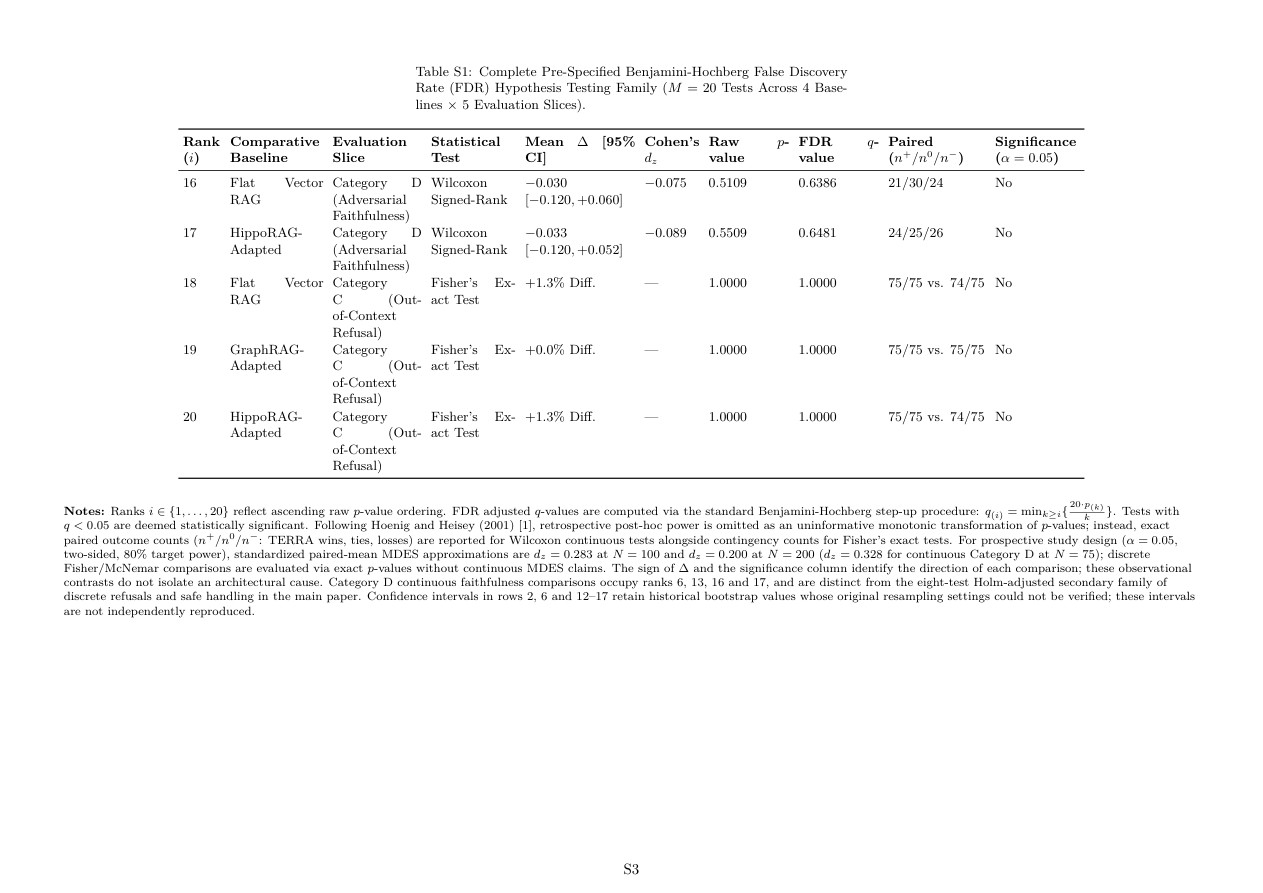 Table S1: Complete Pre-Specified Benjamini-Hochberg False Discovery
Rate (FDR) Hypothesis Testing Family (M = 20 Tests Across 4 Base-
lines × 5 Evaluation Slices).
Rank Comparative Evaluation Statistical Mean Δ [95% Cohen's Raw p- FDR q- Paired Significance
(i) Baseline Slice Test CI] d_z value value (n⁺/n⁰/n⁻) (α = 0.05)
16 Flat Vector Category D Wilcoxon −0.030 −0.075 0.5109 0.6386 21/30/24 No
RAG (Adversarial Signed-Rank [−0.120, +0.060]
Faithfulness)
17 HippoRAG- Category D Wilcoxon −0.033 −0.089 0.5509 0.6481 24/25/26 No
Adapted (Adversarial Signed-Rank [−0.120, +0.052]
Faithfulness)
18 Flat Vector Category Fisher's Ex- +1.3% Diff. — 1.0000 1.0000 75/75 vs. 74/75 No
RAG C (Out- act Test
of-Context
Refusal)
19 GraphRAG- Category Fisher's Ex- +0.0% Diff. — 1.0000 1.0000 75/75 vs. 75/75 No
Adapted C (Out- act Test
of-Context
Refusal)
20 HippoRAG- Category Fisher's Ex- +1.3% Diff. — 1.0000 1.0000 75/75 vs. 74/75 No
Adapted C (Out- act Test
of-Context
Refusal)
Notes: Ranks i ∈ {1, . . . , 20} reflect ascending raw p-value ordering. FDR adjusted q-values are computed via the standard Benjamini-Hochberg step-up procedure: q_(i) = min_{k≥i}{20·p_(k)/k}. Tests with
q < 0.05 are deemed statistically significant. Following Hoenig and Heisey (2001) [1], retrospective post-hoc power is omitted as an uninformative monotonic transformation of p-values; instead, exact
paired outcome counts (n⁺/n⁰/n⁻: TERRA wins, ties, losses) are reported for Wilcoxon continuous tests alongside contingency counts for Fisher's exact tests. For prospective study design (α = 0.05,
two-sided, 80% target power), standardized paired-mean MDES approximations are d_z = 0.283 at N = 100 and d_z = 0.200 at N = 200 (d_z = 0.328 for continuous Category D at N = 75); discrete
Fisher/McNemar comparisons are evaluated via exact p-values without continuous MDES claims. The sign of Δ and the significance column identify the direction of each comparison; these observational
contrasts do not isolate an architectural cause. Category D continuous faithfulness comparisons occupy ranks 6, 13, 16 and 17, and are distinct from the eight-test Holm-adjusted secondary family of
discrete refusals and safe handling in the main paper. Confidence intervals in rows 2, 6 and 12–17 retain historical bootstrap values whose original resampling settings could not be verified; these intervals
are not independently reproduced.
S3